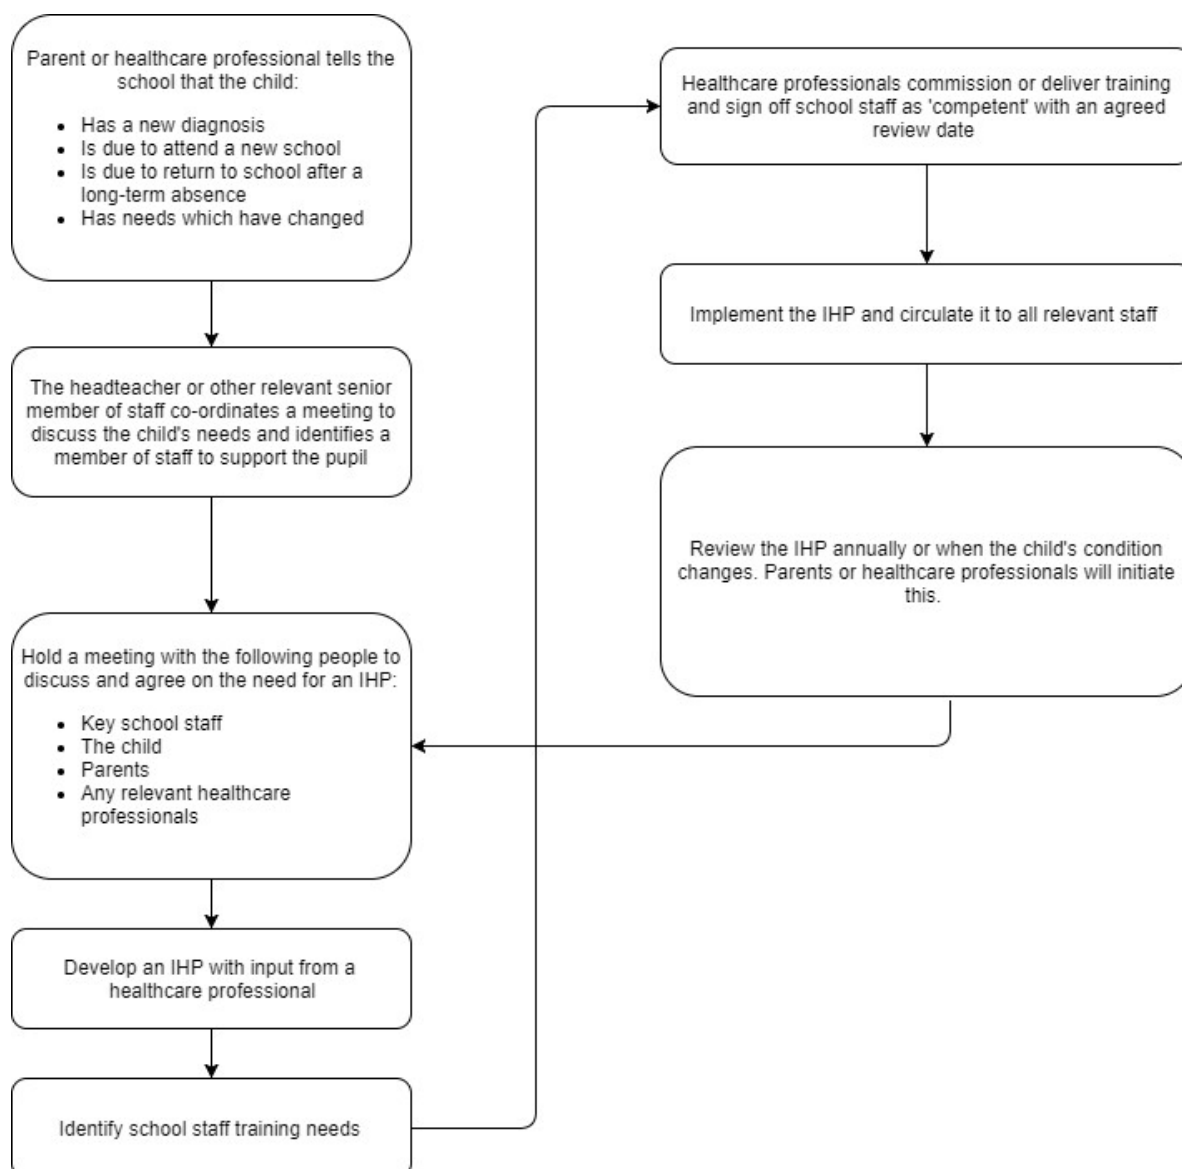 Parent or healthcare professional tells the
school that the child:
• Has a new diagnosis
• Is due to attend a new school
• Is due to return to school after a
long-term absence
• Has needs which have changed
The headteacher or other relevant senior
member of staff co-ordinates a meeting to
discuss the child's needs and identifies a
member of staff to support the pupil
Hold a meeting with the following people to
discuss and agree on the need for an IHP:
• Key school staff
• The child
• Parents
• Any relevant healthcare
professionals
Develop an IHP with input from a
healthcare professional
Identify school staff training needs
Healthcare professionals commission or deliver training
and sign off school staff as 'competent' with an agreed
review date
Implement the IHP and circulate it to all relevant staff
Review the IHP annually or when the child's condition
changes. Parents or healthcare professionals will initiate
this.